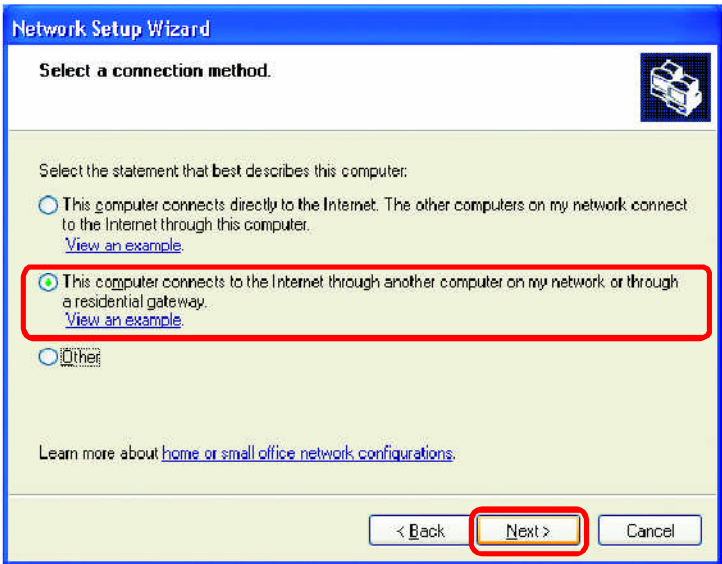 Network Setup Wizard
Select a connection method.
Select the statement that best describes this computer:
This computer connects directly to the Internet. The other computers on my network connect
to the Internet through this computer.
View an example.
This computer connects to the Internet through another computer on my network or through
a residential gateway.
View an example.
Other
Learn more about home or small office network configurations.
< Back Next > Cancel